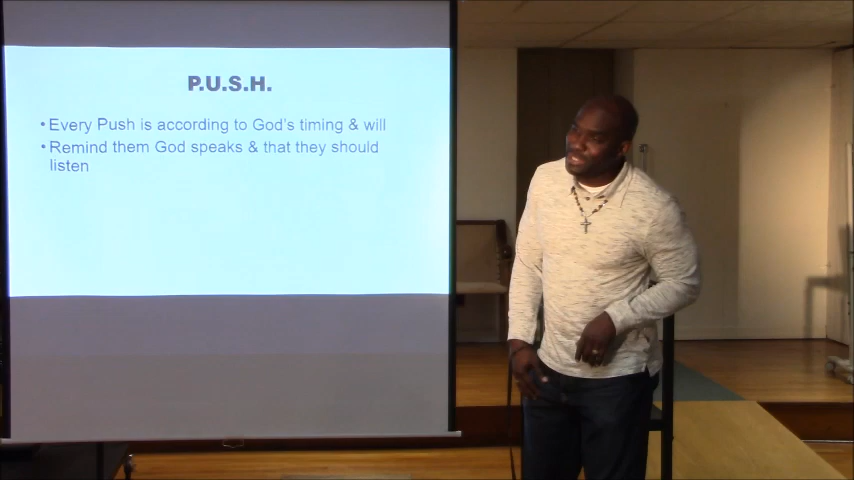 P.U.S.H.
• Every Push is according to God's timing & will
• Remind them God speaks & that they should
listen